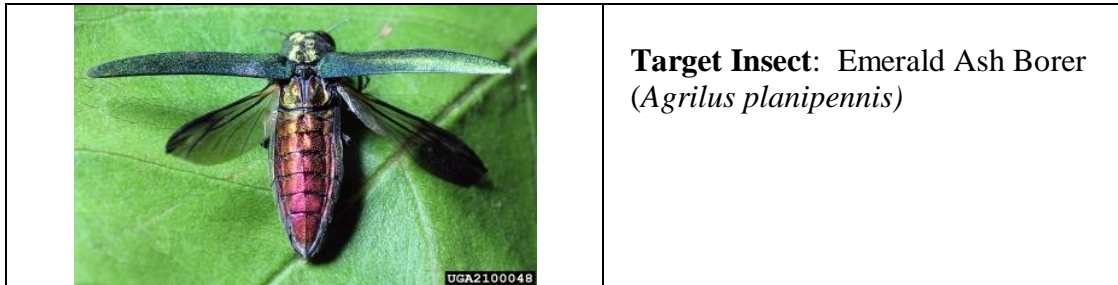 Target Insect: Emerald Ash Borer
(Agrilus planipennis)
UGA2100048